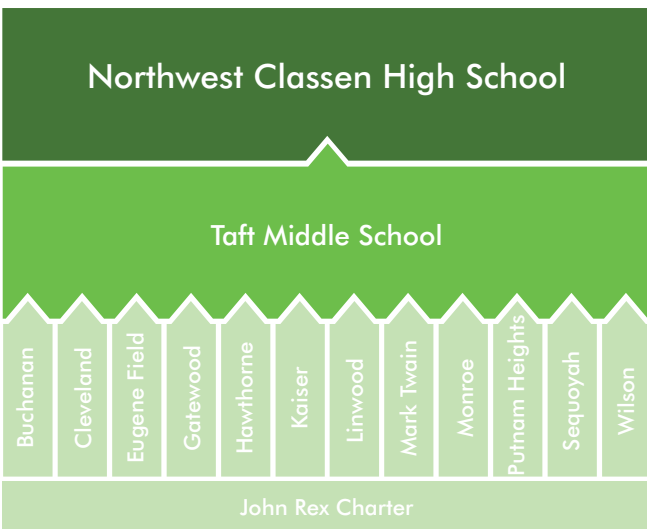 Northwest Classen High School
Taft Middle School
Buchanan
Cleveland
Eugene Field
Gatewood
Hawthorne
Kaiser
Linwood
Mark Twain
Monroe
Putnam Heights
Sequoyah
Wilson
John Rex Charter